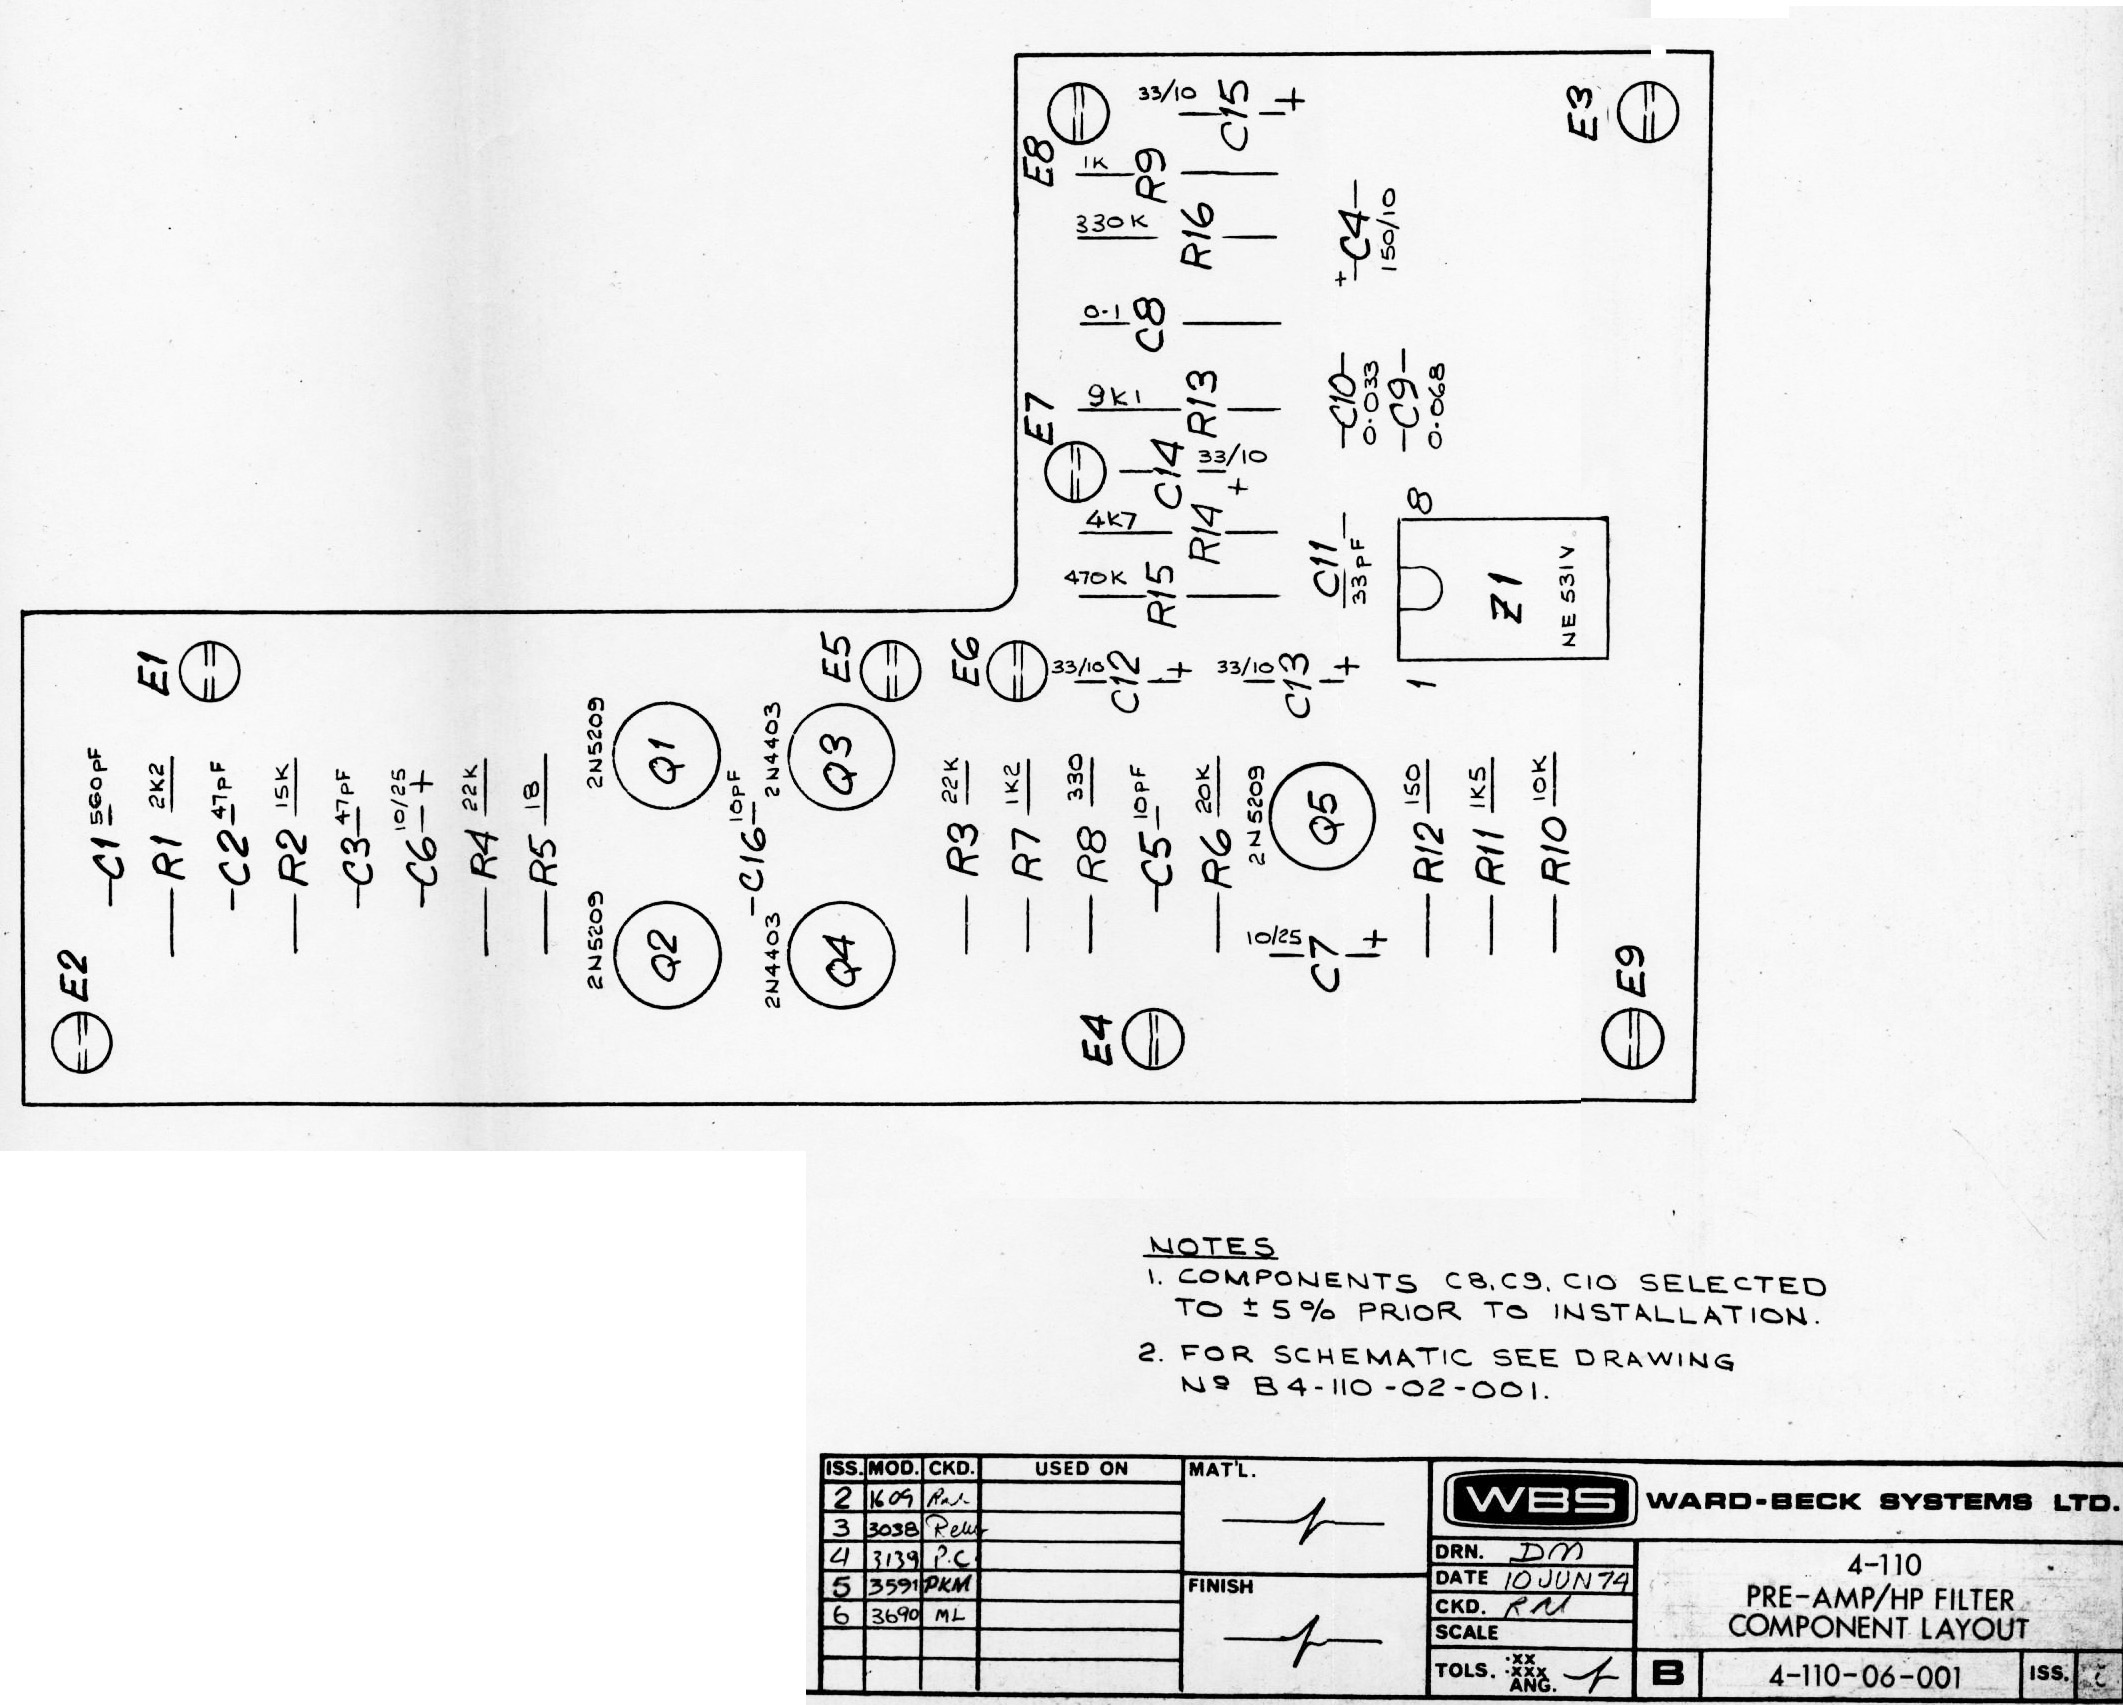 E8
33/10
C15
+
E3
1K
R9
330K
R16
+
C4
150/10
0.1
C8
E7
9K1
R13
C10
0.033
C9
0.068
C14
33/10
+
4K7
R14
470K
R15
C11
33pF
8
Z1
NE 531V
1
E1
E5
E6
33/10
C12
+
33/10
C13
+
C1 560pF
R1 2K2
C2 47pF
R2 15K
C3 47pF
C6 10/25 +
R4 22K
R5 18
2N5209
Q1
C16 10pF
2N4403
Q3
R3 22K
R7 1K2
R8 330
C5 10pF
R6 20K
2N5209
Q5
R12 150
R11 1K5
R10 10K
E2
2N5209
Q2
2N4403
Q4
10/25
C7
+
E4
E9
NOTES
1. COMPONENTS C8, C9, C10 SELECTED
TO ± 5% PRIOR TO INSTALLATION.
2. FOR SCHEMATIC SEE DRAWING
Nº B4-110-02-001.
ISS. MOD. CKD. USED ON
2 1609
3 3038
4 3139 P.C.
5 3591 PKM
6 3690 ML
MAT'L.
FINISH
WBS WARD-BECK SYSTEMS LTD.
DRN. DM
DATE 10 JUN 74
CKD. RM
SCALE
TOLS. .XX
.XXX
ANG.
4-110
PRE-AMP/HP FILTER
COMPONENT LAYOUT
B 4-110-06-001 ISS.